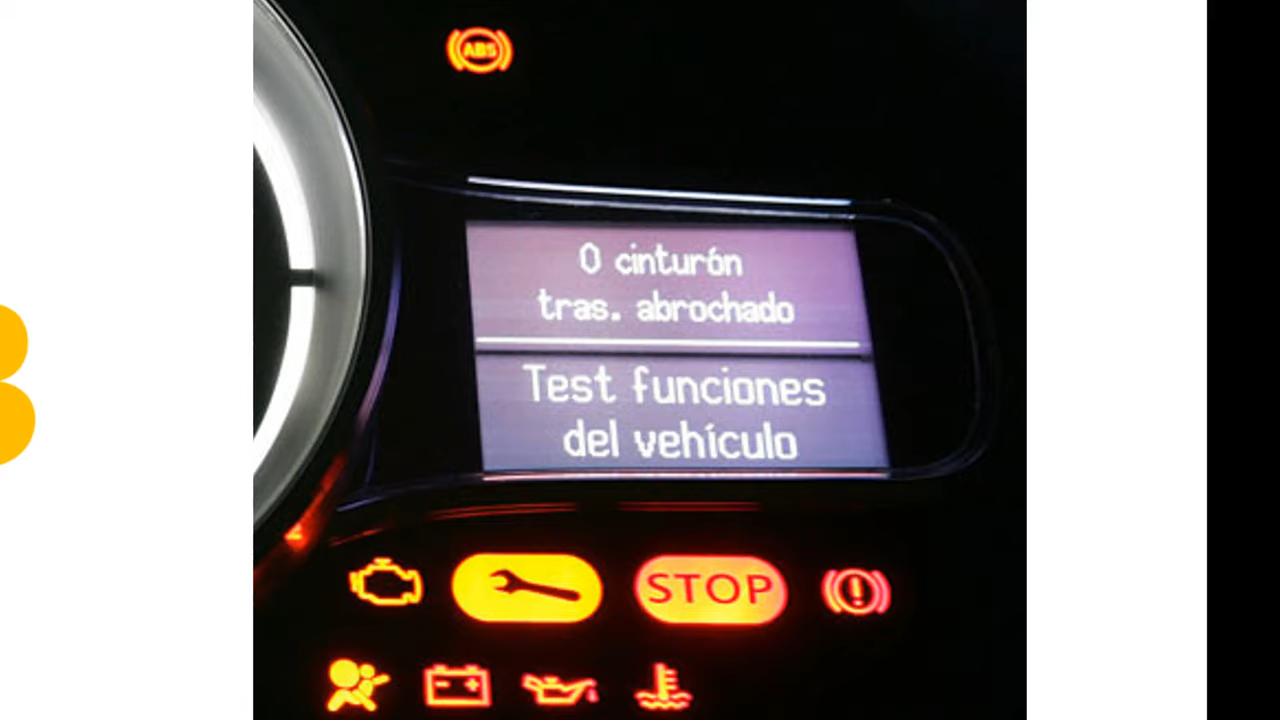 ABS
0 cinturón
tras. abrochado
Test funciones
del vehículo
STOP